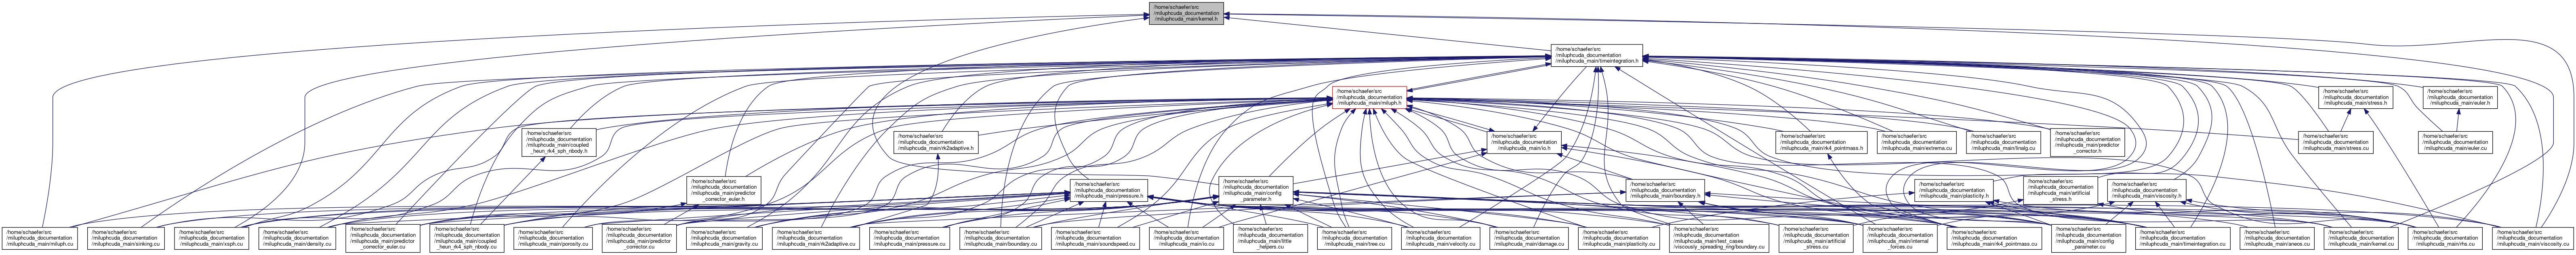 /home/schaefer/src
/miluphcuda_documentation
/miluphcuda_main/kernel.h
/home/schaefer/src
/miluphcuda_documentation
/miluphcuda_main/timeintegration.h
/home/schaefer/src
/miluphcuda_documentation
/miluphcuda_main/miluph.h
/home/schaefer/src
/miluphcuda_documentation
/miluphcuda_main/stress.h
/home/schaefer/src
/miluphcuda_documentation
/miluphcuda_main/euler.h
/home/schaefer/src
/miluphcuda_documentation
/miluphcuda_main/coupled
_heun_rk4_sph_nbody.h
/home/schaefer/src
/miluphcuda_documentation
/miluphcuda_main/rk2adaptive.h
/home/schaefer/src
/miluphcuda_documentation
/miluphcuda_main/io.h
/home/schaefer/src
/miluphcuda_documentation
/miluphcuda_main/rk4_pointmass.h
/home/schaefer/src
/miluphcuda_documentation
/miluphcuda_main/extrema.cu
/home/schaefer/src
/miluphcuda_documentation
/miluphcuda_main/linalg.cu
/home/schaefer/src
/miluphcuda_documentation
/miluphcuda_main/predictor
_corrector.h
/home/schaefer/src
/miluphcuda_documentation
/miluphcuda_main/stress.cu
/home/schaefer/src
/miluphcuda_documentation
/miluphcuda_main/euler.cu
/home/schaefer/src
/miluphcuda_documentation
/miluphcuda_main/predictor
_corrector_euler.h
/home/schaefer/src
/miluphcuda_documentation
/miluphcuda_main/pressure.h
/home/schaefer/src
/miluphcuda_documentation
/miluphcuda_main/config
_parameter.h
/home/schaefer/src
/miluphcuda_documentation
/miluphcuda_main/boundary.h
/home/schaefer/src
/miluphcuda_documentation
/miluphcuda_main/plasticity.h
/home/schaefer/src
/miluphcuda_documentation
/miluphcuda_main/artificial
_stress.h
/home/schaefer/src
/miluphcuda_documentation
/miluphcuda_main/viscosity.h
/home/schaefer/src
/miluphcuda_documentation
/miluphcuda_main/miluph.cu
/home/schaefer/src
/miluphcuda_documentation
/miluphcuda_main/sinking.cu
/home/schaefer/src
/miluphcuda_documentation
/miluphcuda_main/xsph.cu
/home/schaefer/src
/miluphcuda_documentation
/miluphcuda_main/density.cu
/home/schaefer/src
/miluphcuda_documentation
/miluphcuda_main/predictor
_corrector_euler.cu
/home/schaefer/src
/miluphcuda_documentation
/miluphcuda_main/coupled
_heun_rk4_sph_nbody.cu
/home/schaefer/src
/miluphcuda_documentation
/miluphcuda_main/porosity.cu
/home/schaefer/src
/miluphcuda_documentation
/miluphcuda_main/predictor
_corrector.cu
/home/schaefer/src
/miluphcuda_documentation
/miluphcuda_main/gravity.cu
/home/schaefer/src
/miluphcuda_documentation
/miluphcuda_main/rk2adaptive.cu
/home/schaefer/src
/miluphcuda_documentation
/miluphcuda_main/pressure.cu
/home/schaefer/src
/miluphcuda_documentation
/miluphcuda_main/boundary.cu
/home/schaefer/src
/miluphcuda_documentation
/miluphcuda_main/soundspeed.cu
/home/schaefer/src
/miluphcuda_documentation
/miluphcuda_main/io.cu
/home/schaefer/src
/miluphcuda_documentation
/miluphcuda_main/little
_helpers.cu
/home/schaefer/src
/miluphcuda_documentation
/miluphcuda_main/tree.cu
/home/schaefer/src
/miluphcuda_documentation
/miluphcuda_main/velocity.cu
/home/schaefer/src
/miluphcuda_documentation
/miluphcuda_main/damage.cu
/home/schaefer/src
/miluphcuda_documentation
/miluphcuda_main/plasticity.cu
/home/schaefer/src
/miluphcuda_documentation
/miluphcuda_main/test_cases
/viscously_spreading_ring/boundary.cu
/home/schaefer/src
/miluphcuda_documentation
/miluphcuda_main/artificial
_stress.cu
/home/schaefer/src
/miluphcuda_documentation
/miluphcuda_main/internal
_forces.cu
/home/schaefer/src
/miluphcuda_documentation
/miluphcuda_main/rk4_pointmass.cu
/home/schaefer/src
/miluphcuda_documentation
/miluphcuda_main/config
_parameter.cu
/home/schaefer/src
/miluphcuda_documentation
/miluphcuda_main/timeintegration.cu
/home/schaefer/src
/miluphcuda_documentation
/miluphcuda_main/aneos.cu
/home/schaefer/src
/miluphcuda_documentation
/miluphcuda_main/kernel.cu
/home/schaefer/src
/miluphcuda_documentation
/miluphcuda_main/rhs.cu
/home/schaefer/src
/miluphcuda_documentation
/miluphcuda_main/viscosity.cu